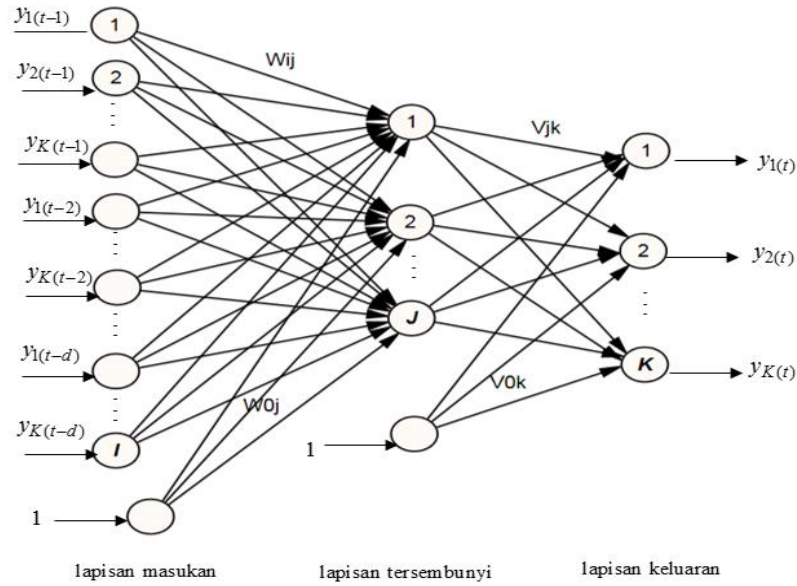 y1(t−1)
1
Wij
y2(t−1)
2
1
Vjk
yK(t−1)
1
y1(t)
y1(t−2)
2
2
y2(t)
yK(t−2)
J
y1(t−d)
K
yK(t)
W0j
V0k
yK(t−d)
I
1
1
lapisan masukan
lapisan tersembunyi
lapisan keluaran